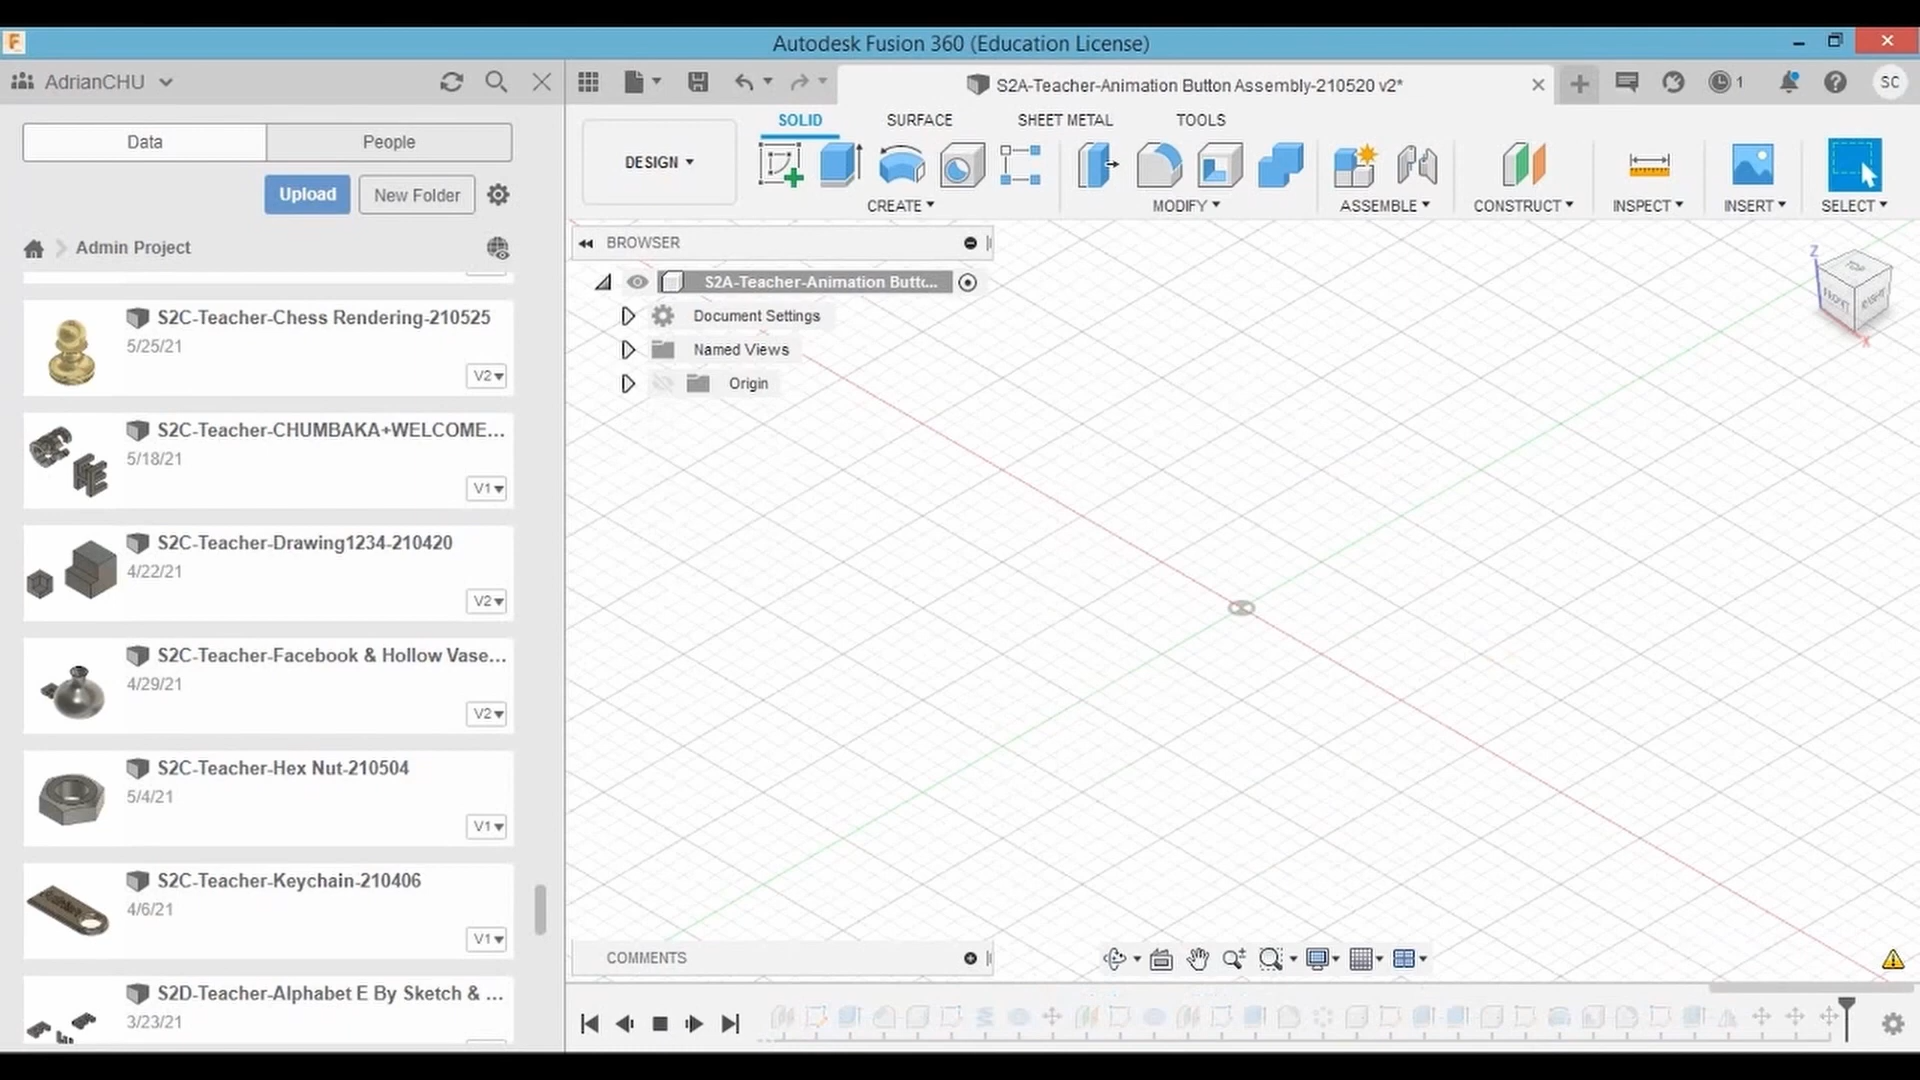 Autodesk Fusion 360 (Education License)
AdrianCHU
S2A-Teacher-Animation Button Assembly-210520 v2*
1
SC
Data
People
Upload
New Folder
Admin Project
S2C-Teacher-Chess Rendering-210525
5/25/21
V2
S2C-Teacher-CHUMBAKA+WELCOME...
5/18/21
V1
S2C-Teacher-Drawing1234-210420
4/22/21
V2
S2C-Teacher-Facebook & Hollow Vase...
4/29/21
V2
S2C-Teacher-Hex Nut-210504
5/4/21
V1
S2C-Teacher-Keychain-210406
4/6/21
V1
S2D-Teacher-Alphabet E By Sketch & ...
3/23/21
SOLID
SURFACE
SHEET METAL
TOOLS
DESIGN
CREATE
MODIFY
ASSEMBLE
CONSTRUCT
INSPECT
INSERT
SELECT
BROWSER
S2A-Teacher-Animation Butt...
Document Settings
Named Views
Origin
Z
TOP
FRONT
RIGHT
X
COMMENTS